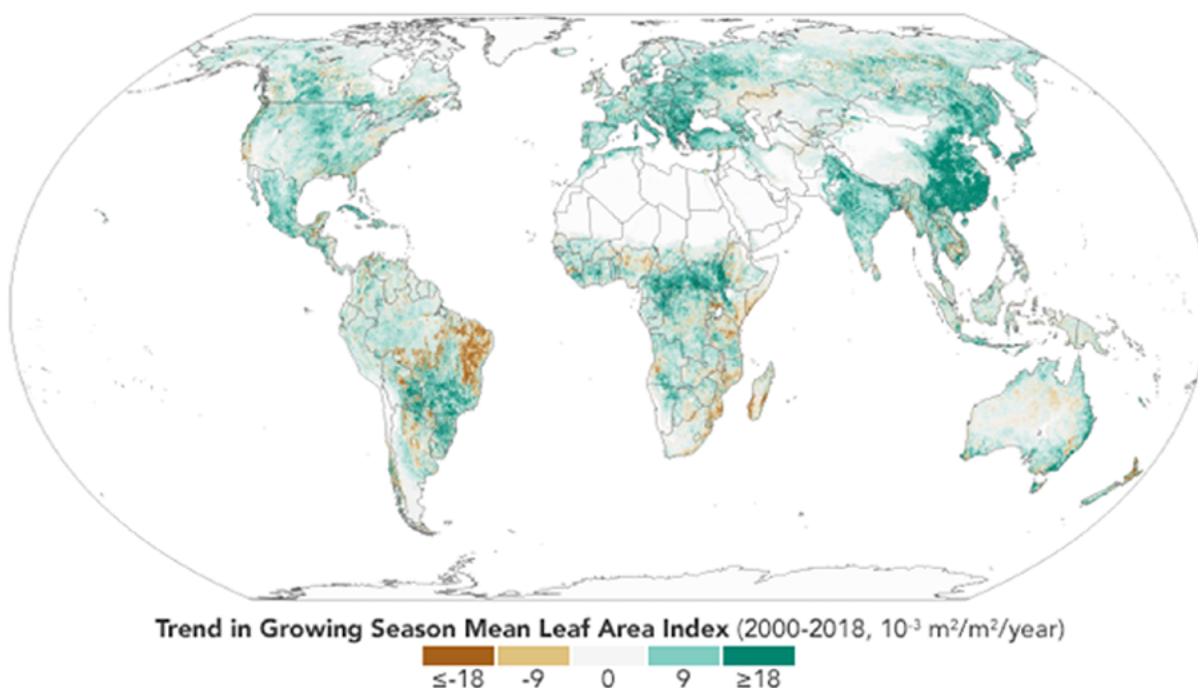 Trend in Growing Season Mean Leaf Area Index (2000-2018, 10⁻³ m²/m²/year)
≤-18 -9 0 9 ≥18